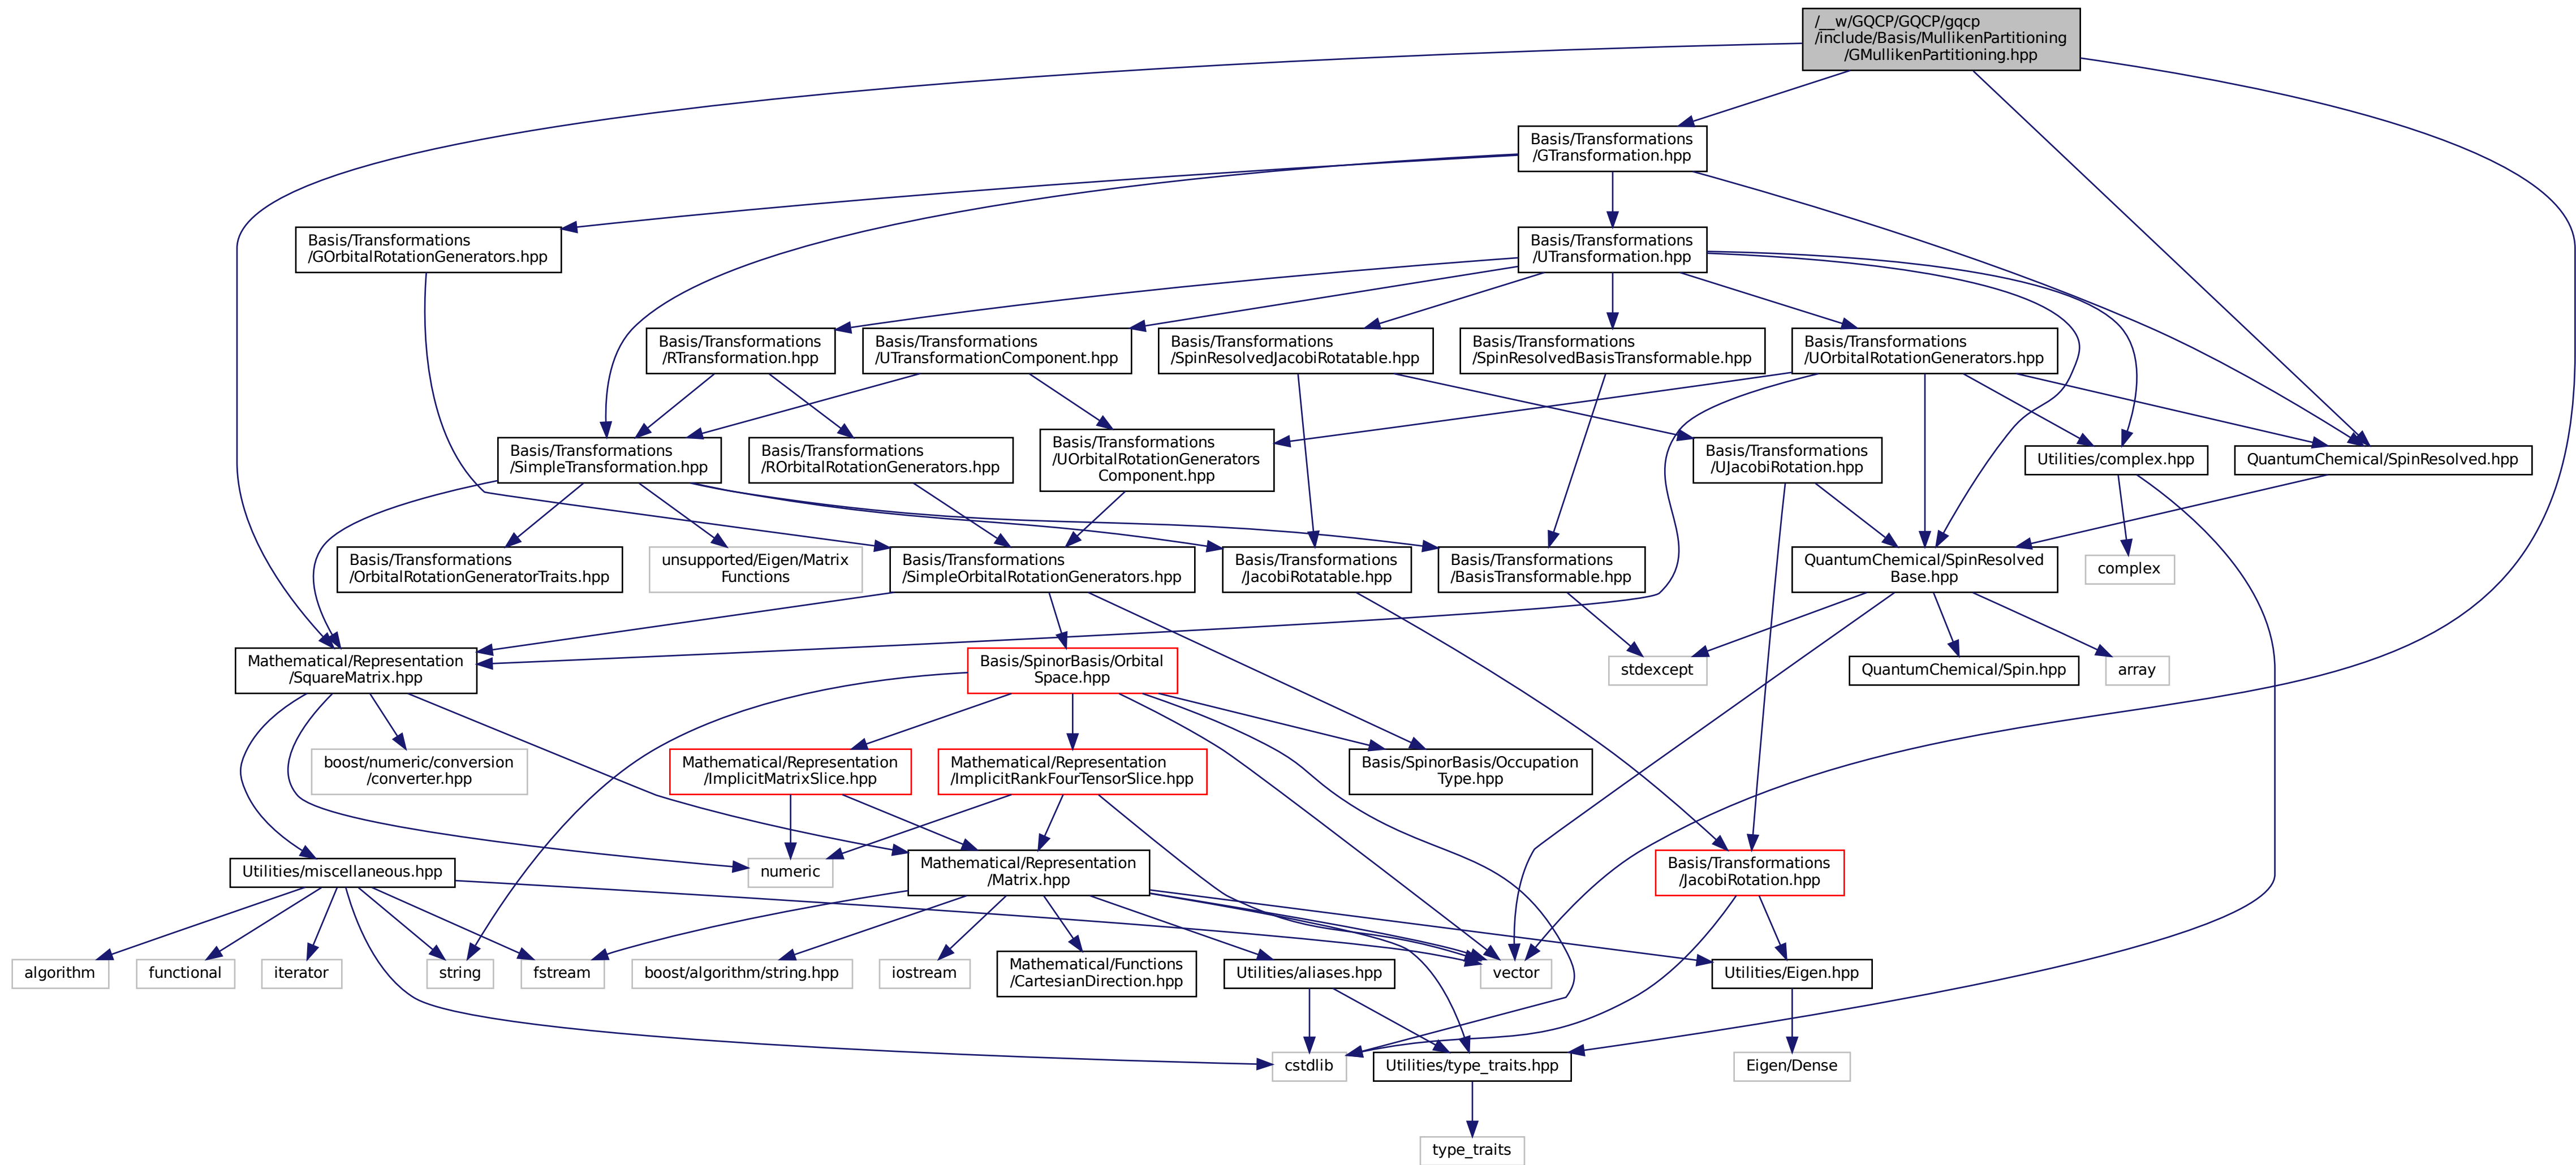 /__w/GQCP/GQCP/gqcp
/include/Basis/MullikenPartitioning
/GMullikenPartitioning.hpp
Basis/Transformations
/GTransformation.hpp
Basis/Transformations
/GOrbitalRotationGenerators.hpp
Basis/Transformations
/UTransformation.hpp
Basis/Transformations
/RTransformation.hpp
Basis/Transformations
/UTransformationComponent.hpp
Basis/Transformations
/SpinResolvedJacobiRotatable.hpp
Basis/Transformations
/SpinResolvedBasisTransformable.hpp
Basis/Transformations
/UOrbitalRotationGenerators.hpp
Basis/Transformations
/SimpleTransformation.hpp
Basis/Transformations
/ROrbitalRotationGenerators.hpp
Basis/Transformations
/UOrbitalRotationGenerators
Component.hpp
Basis/Transformations
/UJacobiRotation.hpp
Utilities/complex.hpp
QuantumChemical/SpinResolved.hpp
Basis/Transformations
/OrbitalRotationGeneratorTraits.hpp
unsupported/Eigen/Matrix
Functions
Basis/Transformations
/SimpleOrbitalRotationGenerators.hpp
Basis/Transformations
/JacobiRotatable.hpp
Basis/Transformations
/BasisTransformable.hpp
QuantumChemical/SpinResolved
Base.hpp
complex
Mathematical/Representation
/SquareMatrix.hpp
Basis/SpinorBasis/Orbital
Space.hpp
stdexcept
QuantumChemical/Spin.hpp
array
boost/numeric/conversion
/converter.hpp
Mathematical/Representation
/ImplicitMatrixSlice.hpp
Mathematical/Representation
/ImplicitRankFourTensorSlice.hpp
Basis/SpinorBasis/Occupation
Type.hpp
Utilities/miscellaneous.hpp
numeric
Mathematical/Representation
/Matrix.hpp
Basis/Transformations
/JacobiRotation.hpp
algorithm
functional
iterator
string
fstream
boost/algorithm/string.hpp
iostream
Mathematical/Functions
/CartesianDirection.hpp
Utilities/aliases.hpp
vector
Utilities/Eigen.hpp
cstdlib
Utilities/type_traits.hpp
Eigen/Dense
type_traits